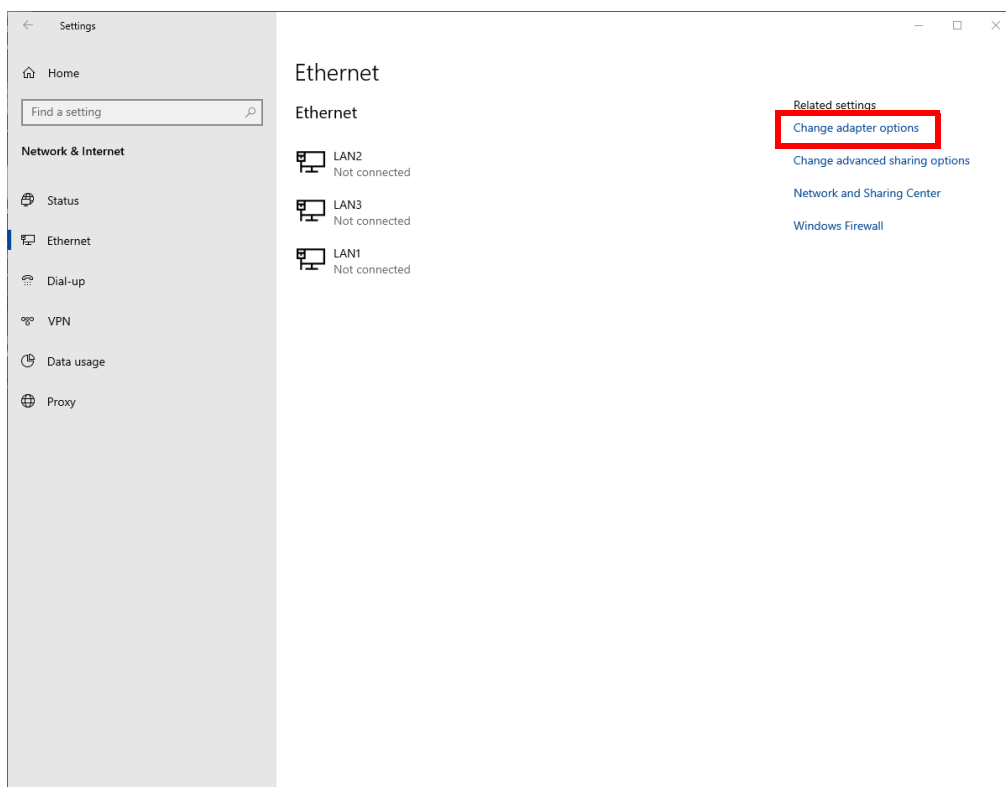 Settings
Home
Find a setting
Network & Internet
Status
Ethernet
Dial-up
VPN
Data usage
Proxy
Ethernet
Ethernet
LAN2
Not connected
LAN3
Not connected
LAN1
Not connected
Related settings
Change adapter options
Change advanced sharing options
Network and Sharing Center
Windows Firewall